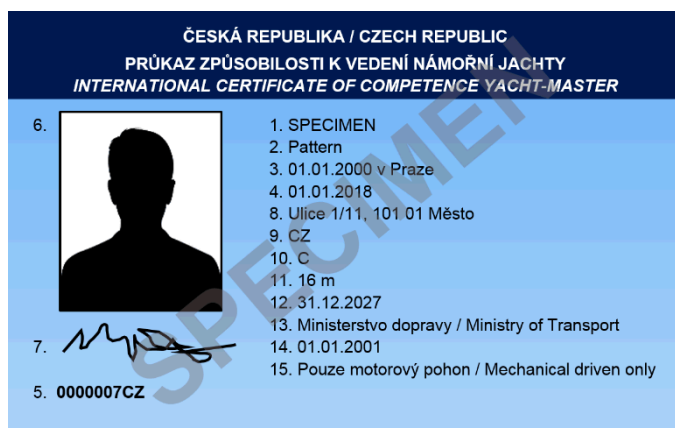 ČESKÁ REPUBLIKA / CZECH REPUBLIC
PRŮKAZ ZPŮSOBILOSTI K VEDENÍ NÁMOŘNÍ JACHTY
INTERNATIONAL CERTIFICATE OF COMPETENCE YACHT-MASTER
6.
1. SPECIMEN
2. Pattern
3. 01.01.2000 v Praze
4. 01.01.2018
8. Ulice 1/11, 101 01 Město
9. CZ
10. C
11. 16 m
12. 31.12.2027
13. Ministerstvo dopravy / Ministry of Transport
7.
14. 01.01.2001
15. Pouze motorový pohon / Mechanical driven only
5. 0000007CZ
SPECIMEN